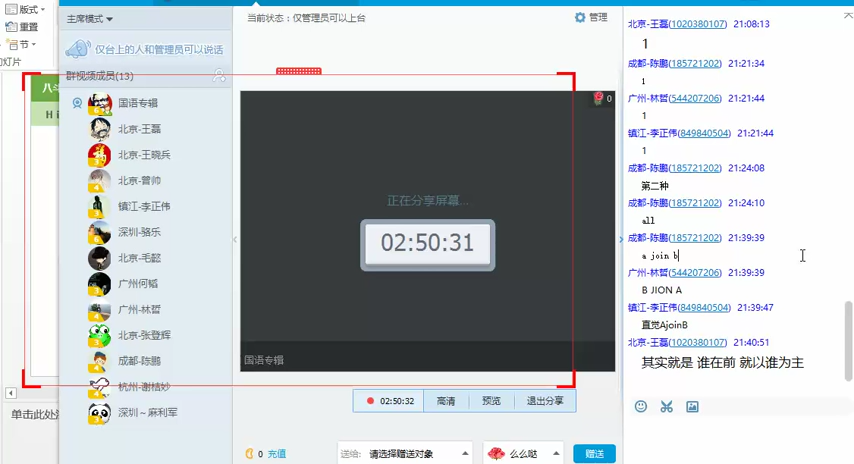 版式
重置
节
灯片
H i
单击此处
主席模式
仅台上的人和管理员可以说话
群视频成员(13)
国语专辑
北京-王磊
北京-王晓兵
北京-曾帅
镇江-李正伟
深圳-骆乐
北京-毛懿
广州何韬
广州-林哲
北京-张登辉
成都-陈鹏
杭州-谢桔妙
深圳～麻利军
当前状态：仅管理员可以上台
管理
0
正在分享屏幕...
02:50:31
国语专辑
02:50:32
高清
预览
退出分享
0 充值
送给:
请选择赠送对象
么么哒
赠送
北京-王磊(1020380107) 21:08:13
1
成都-陈鹏(185721202) 21:21:34
1
广州-林哲(544207206) 21:21:44
1
镇江-李正伟(849840504) 21:21:44
1
成都-陈鹏(185721202) 21:24:08
第二种
成都-陈鹏(185721202) 21:24:10
all
成都-陈鹏(185721202) 21:39:39
a join b
广州-林哲(544207206) 21:39:39
B JION A
镇江-李正伟(849840504) 21:39:47
直觉AjoinB
北京-王磊(1020380107) 21:40:51
其实就是 谁在前 就以谁为主